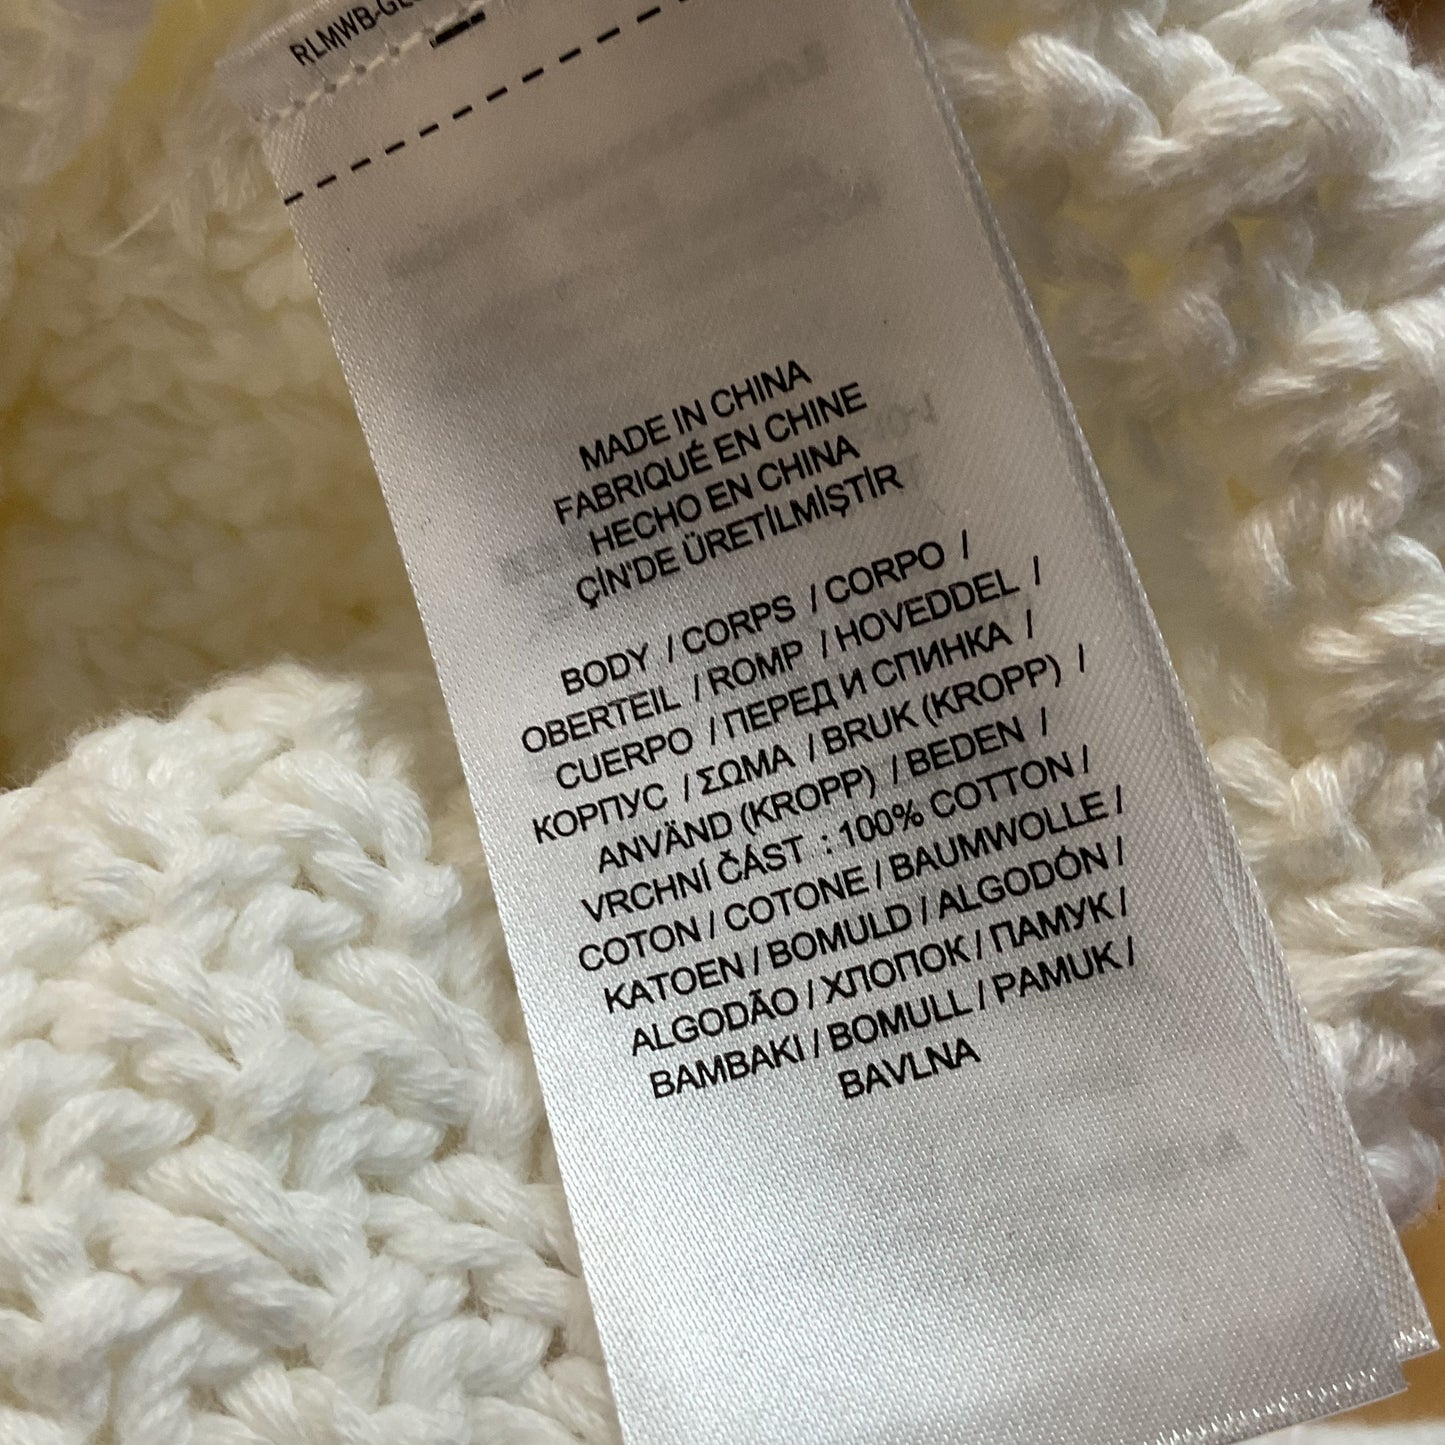 MADE IN CHINA
FABRIQUÉ EN CHINE
HECHO EN CHINA
ÇİN'DE ÜRETİLMİŞTİR
BODY / CORPS / CORPO /
OBERTEIL / ROMP / HOVEDDEL /
CUERPO / ПЕРЕД И СПИНКА /
КОРПУС / ΣΩΜΑ / BRUK (KROPP) /
ANVÄND (KROPP) / BEDEN /
VRCHNÍ ČÁST : 100% COTTON /
COTON / COTONE / BAUMWOLLE /
KATOEN / BOMULD / ALGODÓN /
ALGODÃO / ХЛОПОК / ПАМУК /
BAMBAKI / BOMULL / PAMUK /
BAVLNA